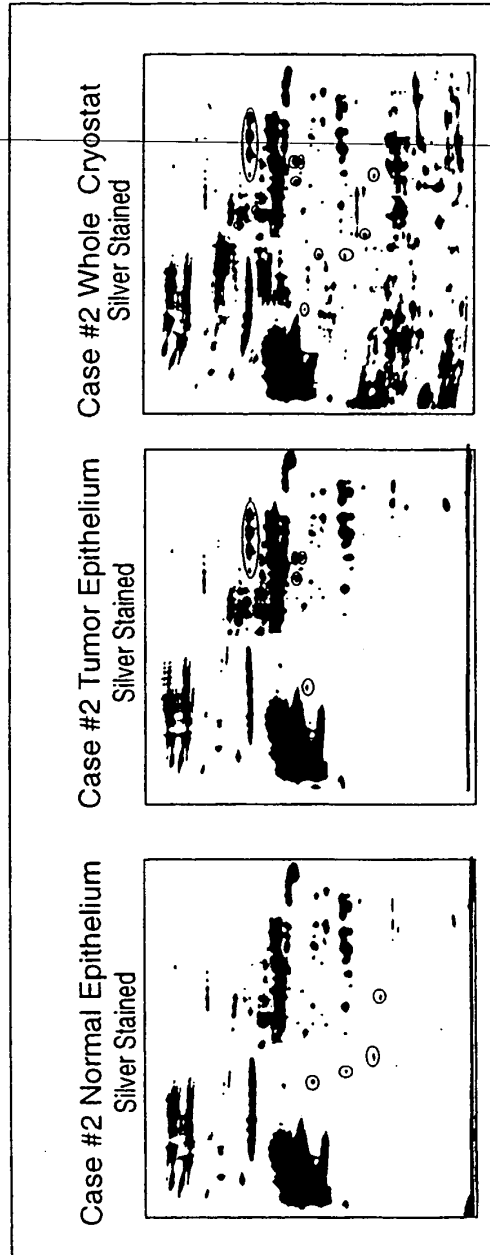 Case #2 Normal Epithelium
Silver Stained
Case #2 Tumor Epithelium
Silver Stained
Case #2 Whole Cryostat
Silver Stained